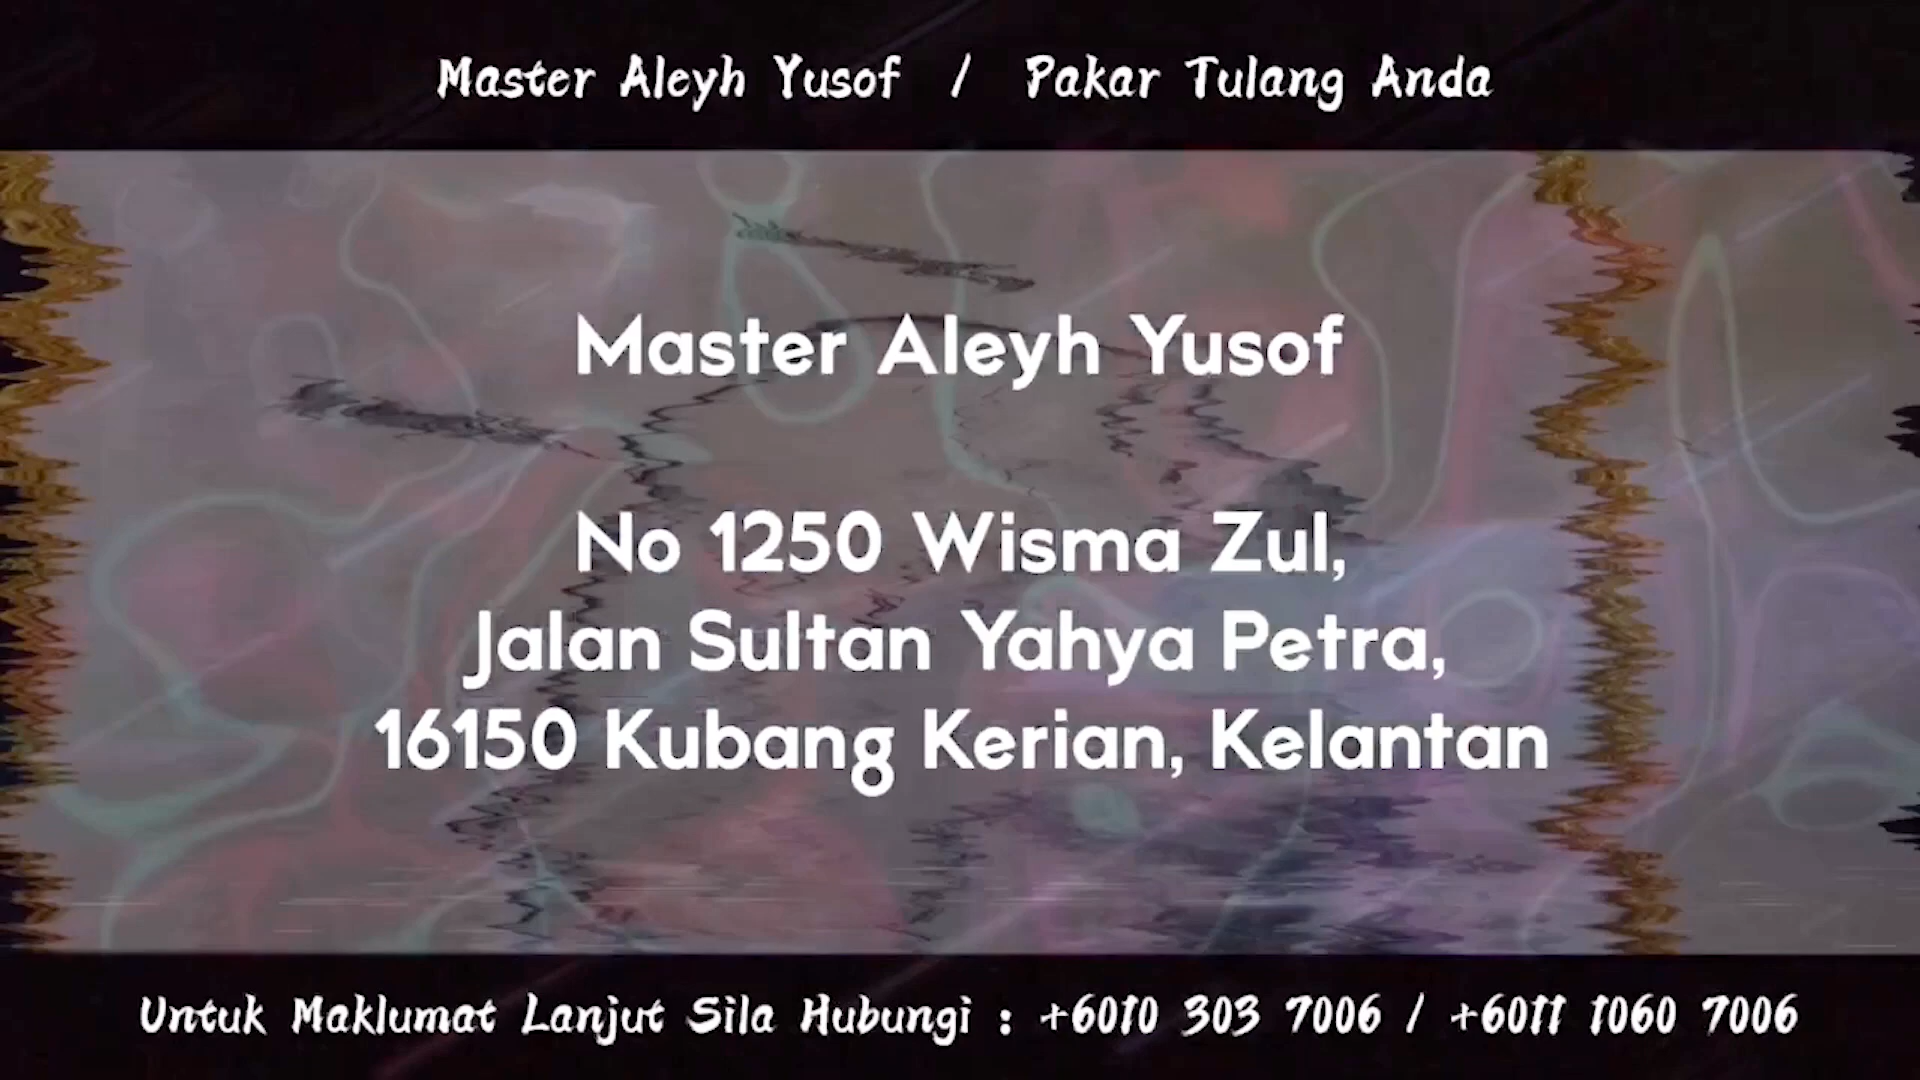 Master Aleyh Yusof / Pakar Tulang Anda
Master Aleyh Yusof
No 1250 Wisma Zul,
Jalan Sultan Yahya Petra,
16150 Kubang Kerian, Kelantan
Untuk Maklumat Lanjut Sila Hubungi : +6010 303 7006 / +6011 1060 7006